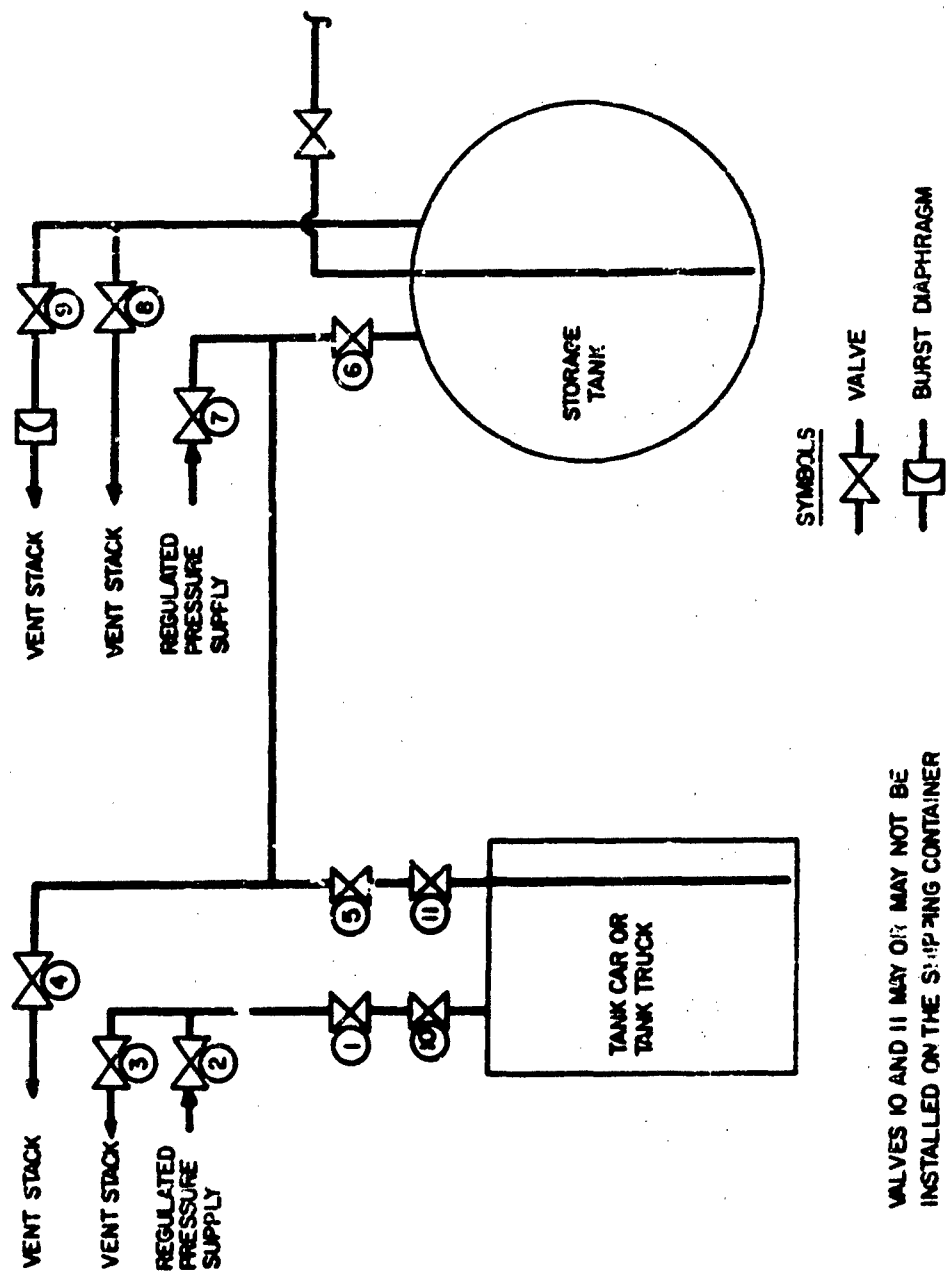 VENT STACK
4
VENT STACK
3
REGULATED
PRESSURE
SUPPLY
2
1
10
5
11
TANK CAR OR
TANK TRUCK
VENT STACK
9
VENT STACK
8
REGULATED
PRESSURE
SUPPLY
7
6
STORAGE
TANK
SYMBOLS
VALVE
BURST DIAPHRAGM
VALVES 10 AND 11 MAY OR MAY NOT BE
INSTALLED ON THE SHIPPING CONTAINER